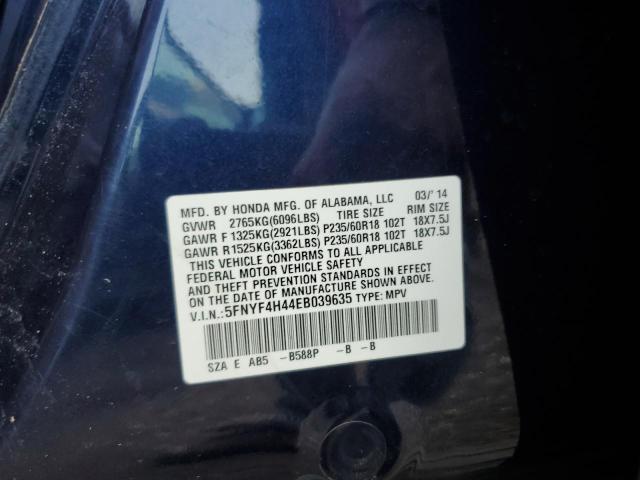 MFD. BY HONDA MFG. OF ALABAMA, LLC 03/'14
GVWR 2765KG(6096LBS) TIRE SIZE RIM SIZE
GAWR F 1325KG(2921LBS) P235/60R18 102T 18X7.5J
GAWR R1525KG(3362LBS) P235/60R18 102T 18X7.5J
THIS VEHICLE CONFORMS TO ALL APPLICABLE
FEDERAL MOTOR VEHICLE SAFETY
AND THEFT PREVENTION STANDARDS IN EFFECT
ON THE DATE OF MANUFACTURE SHOWN ABOVE.
V.I.N.: 5FNYF4H44EB039635 TYPE: MPV
SZA E AB5 -B588P -B -B